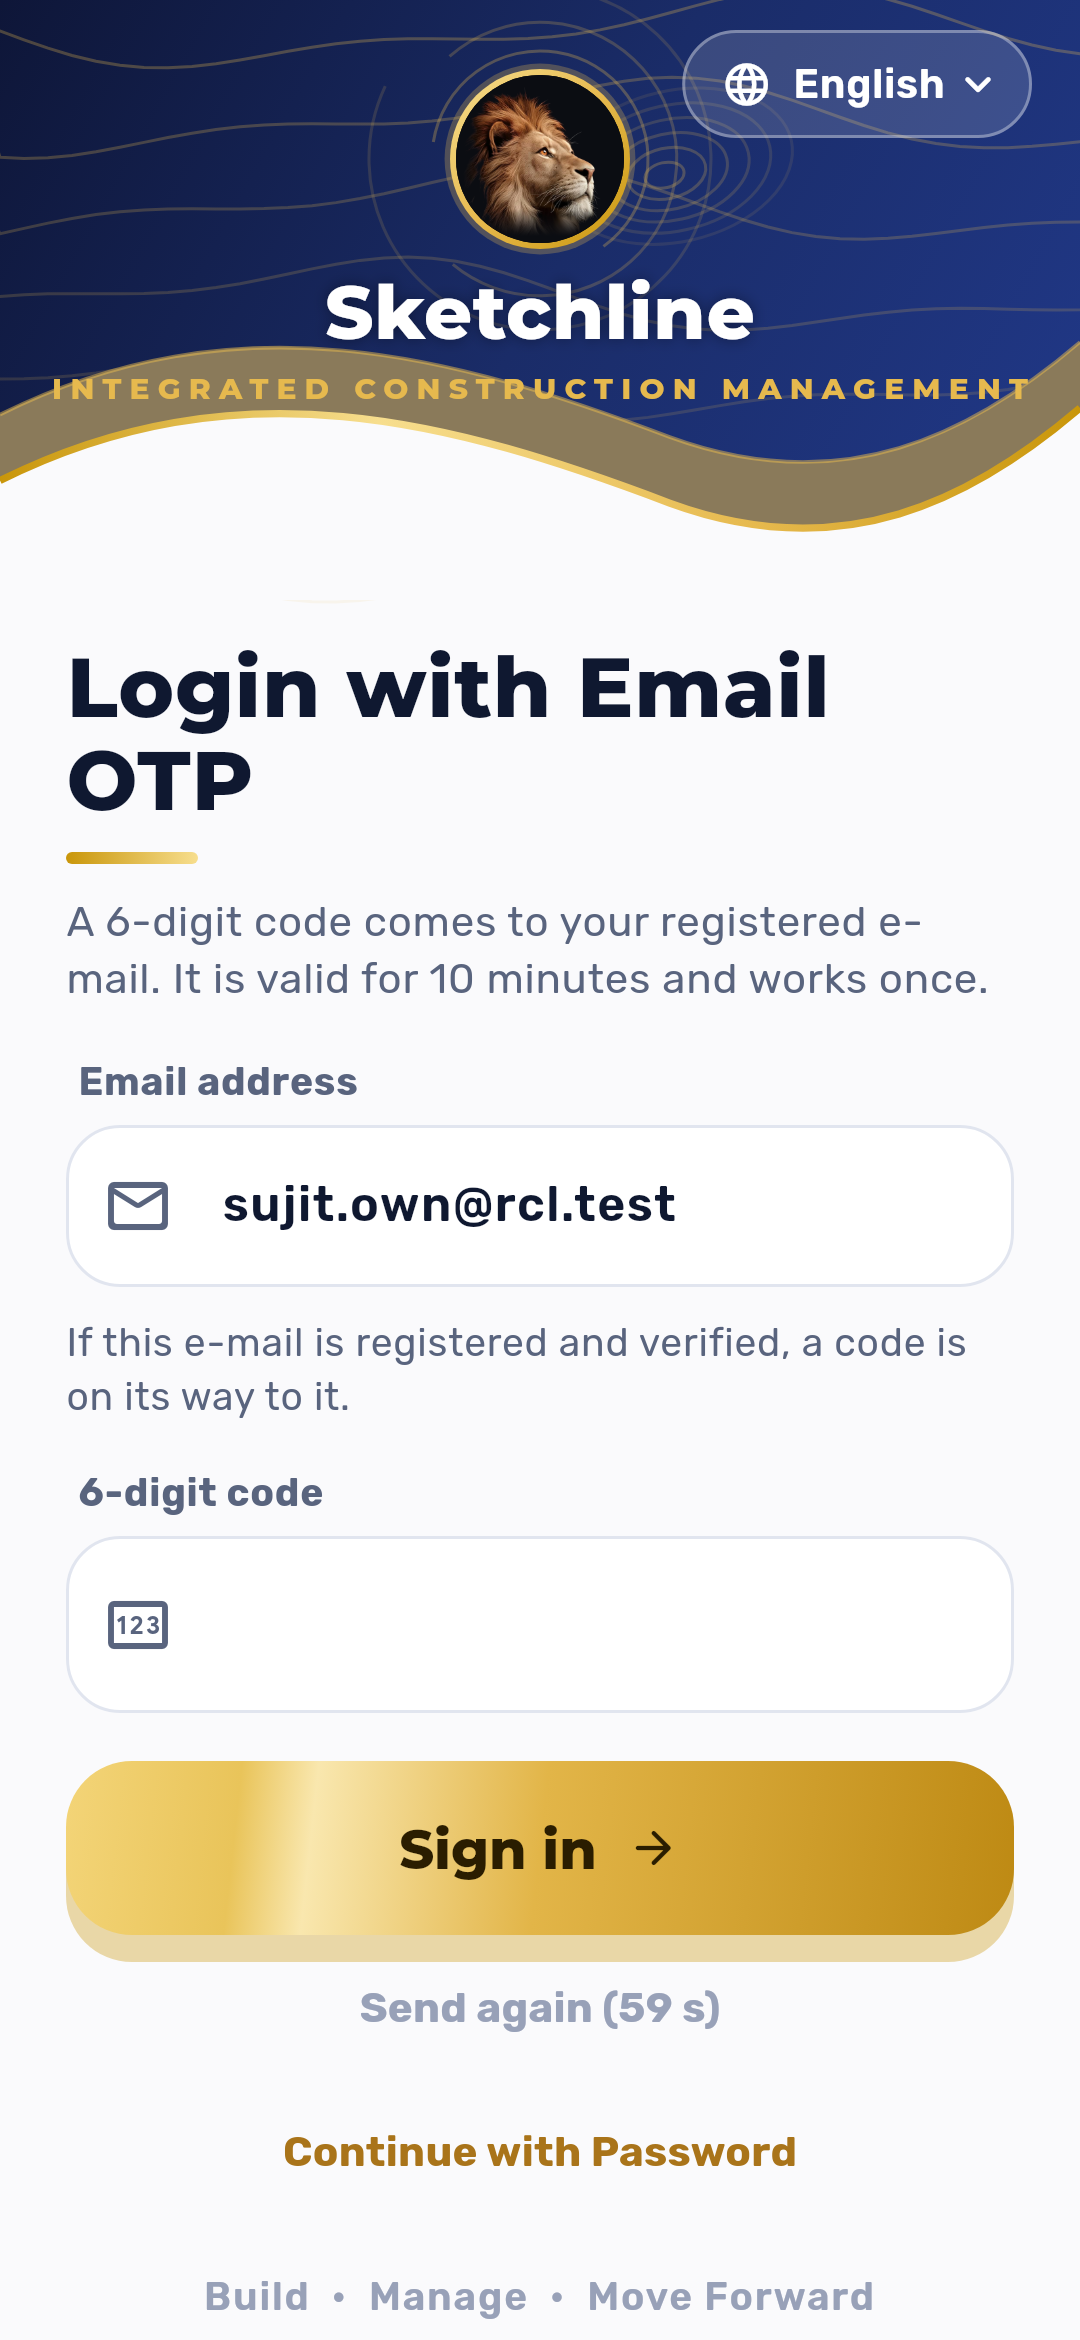 English
Sketchline
INTEGRATED CONSTRUCTION MANAGEMENT
Login with Email
OTP
A 6-digit code comes to your registered e-
mail. It is valid for 10 minutes and works once.
Email address
sujit.own@rcl.test
If this e-mail is registered and verified, a code is
on its way to it.
6-digit code
123
Sign in →
Send again (59 s)
Continue with Password
Build • Manage • Move Forward